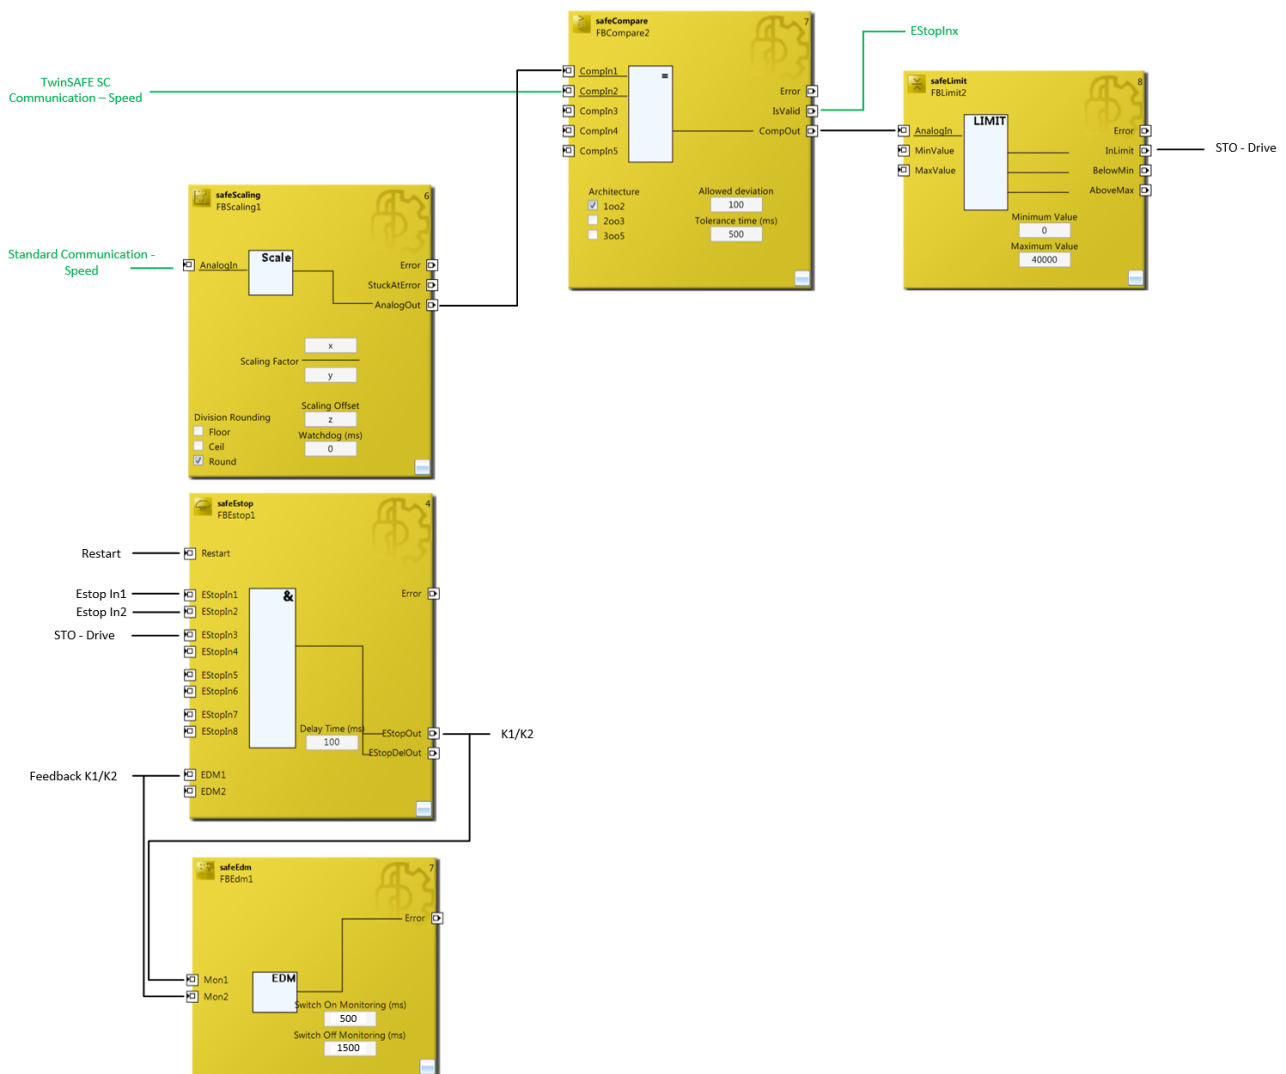 safeCompare
FBCompare2
7
CompIn1
CompIn2
CompIn3
CompIn4
CompIn5
=
Error
IsValid
CompOut
Architecture
1oo2
2oo3
3oo5
Allowed deviation
100
Tolerance time (ms)
500
EStopInx
TwinSAFE SC
Communication – Speed
safeLimit
FBLimit2
8
AnalogIn
MinValue
MaxValue
LIMIT
Error
InLimit
BelowMin
AboveMax
Minimum Value
0
Maximum Value
40000
STO - Drive
safeScaling
FBScaling1
6
Standard Communication -
Speed
AnalogIn
Scale
Error
StuckAtError
AnalogOut
Scaling Factor
x
y
Scaling Offset
z
Watchdog (ms)
0
Division Rounding
Floor
Ceil
Round
safeEstop
FBEstop1
4
Restart
Restart
Estop In1
EStopIn1
Estop In2
EStopIn2
STO - Drive
EStopIn3
EStopIn4
EStopIn5
EStopIn6
EStopIn7
EStopIn8
&
Error
Delay Time (ms)
100
EStopOut
EStopDelOut
K1/K2
Feedback K1/K2
EDM1
EDM2
safeEdm
FBEdm1
7
Error
Mon1
Mon2
EDM
Switch On Monitoring (ms)
500
Switch Off Monitoring (ms)
1500